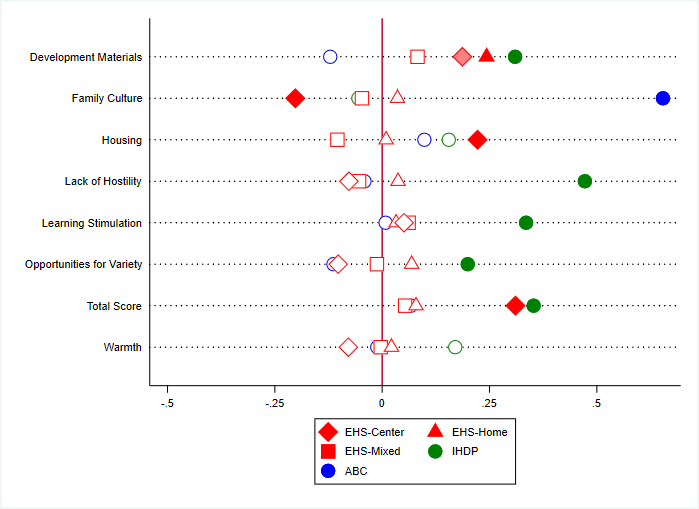 Development Materials
Family Culture
Housing
Lack of Hostility
Learning Stimulation
Opportunities for Variety
Total Score
Warmth
-.5 -.25 0 .25 .5
EHS-Center EHS-Home
EHS-Mixed IHDP
ABC